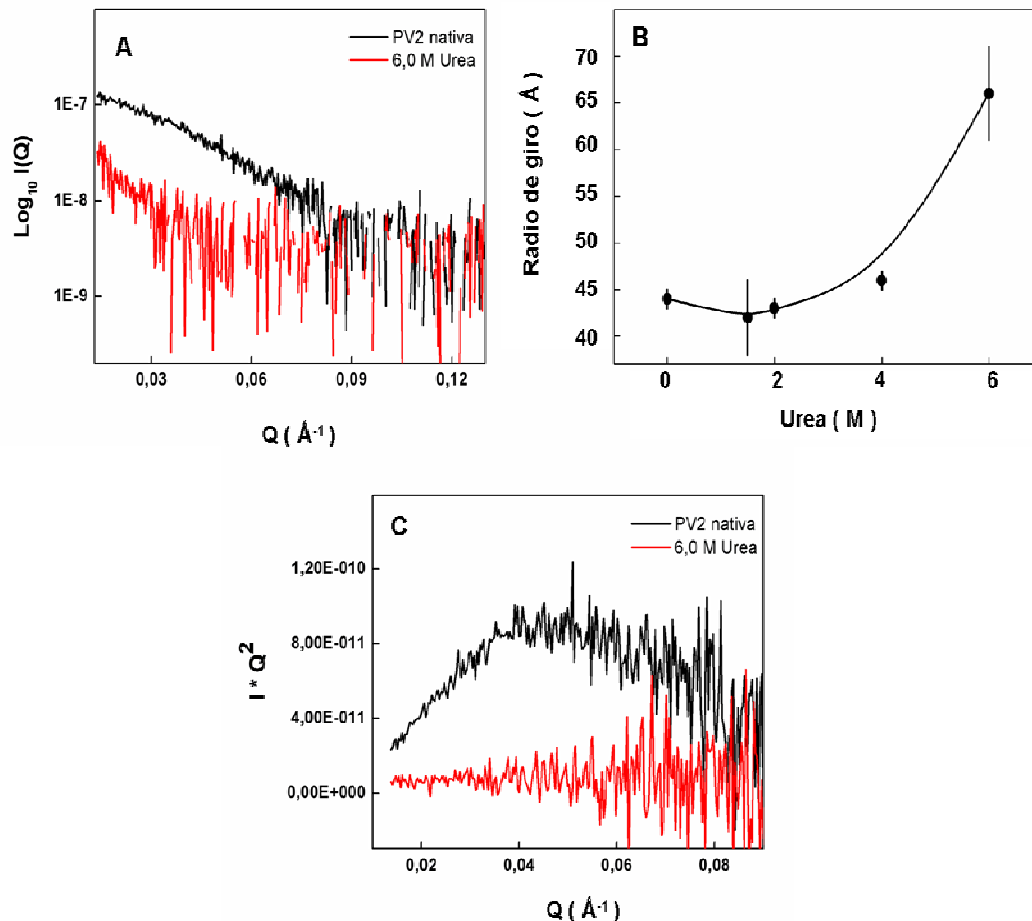 A
PV2 nativa
6,0 M Urea
Log₁₀ I(Q)
1E-7
1E-8
1E-9
0,03 0,06 0,09 0,12
Q ( Å⁻¹ )
B
Radio de giro ( Å )
70
65
60
55
50
45
40
0 2 4 6
Urea ( M )
C
PV2 nativa
6,0 M Urea
I * Q²
1,20E-010
8,00E-011
4,00E-011
0,00E+000
0,02 0,04 0,06 0,08
Q ( Å⁻¹ )